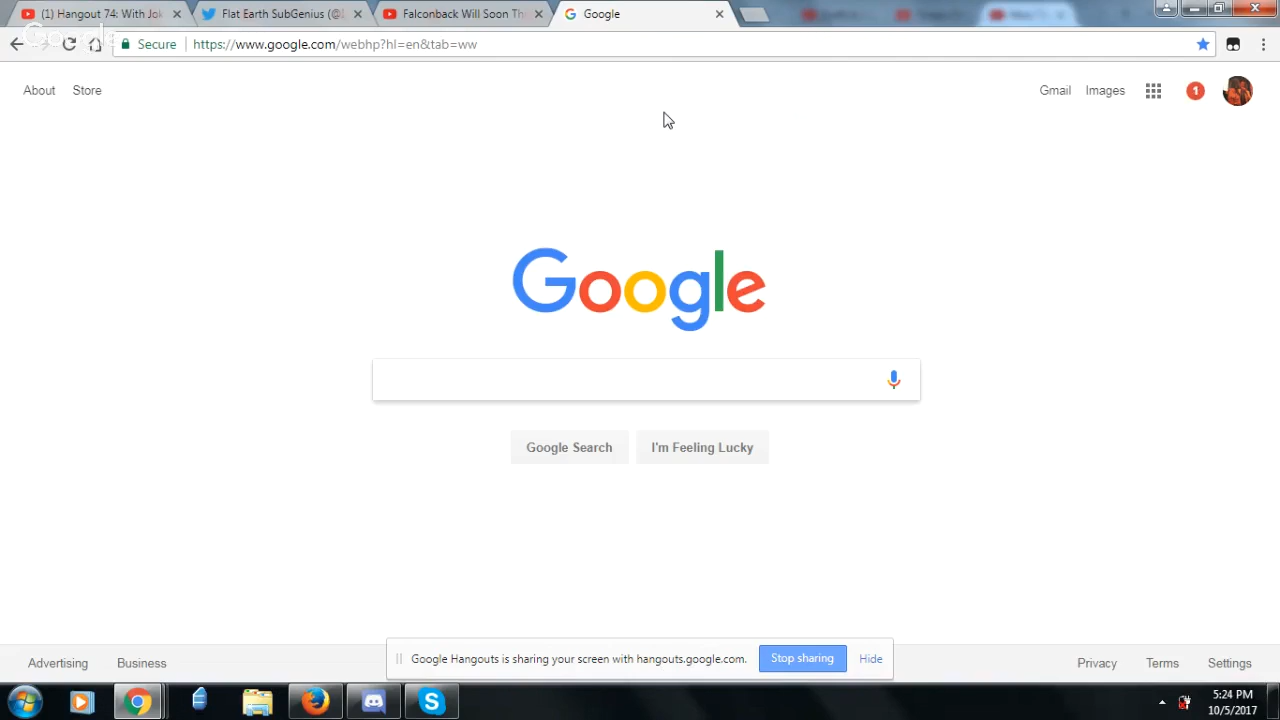 (1) Hangout 74: With Jok
Flat Earth SubGenius (@
Falconback Will Soon Th
Google
Secure
https://www.google.com/webhp?hl=en&tab=ww
About
Store
Gmail
Images
1
Google
Google Search
I'm Feeling Lucky
Google Hangouts is sharing your screen with hangouts.google.com.
Stop sharing
Hide
Advertising
Business
Privacy
Terms
Settings
5:24 PM
10/5/2017